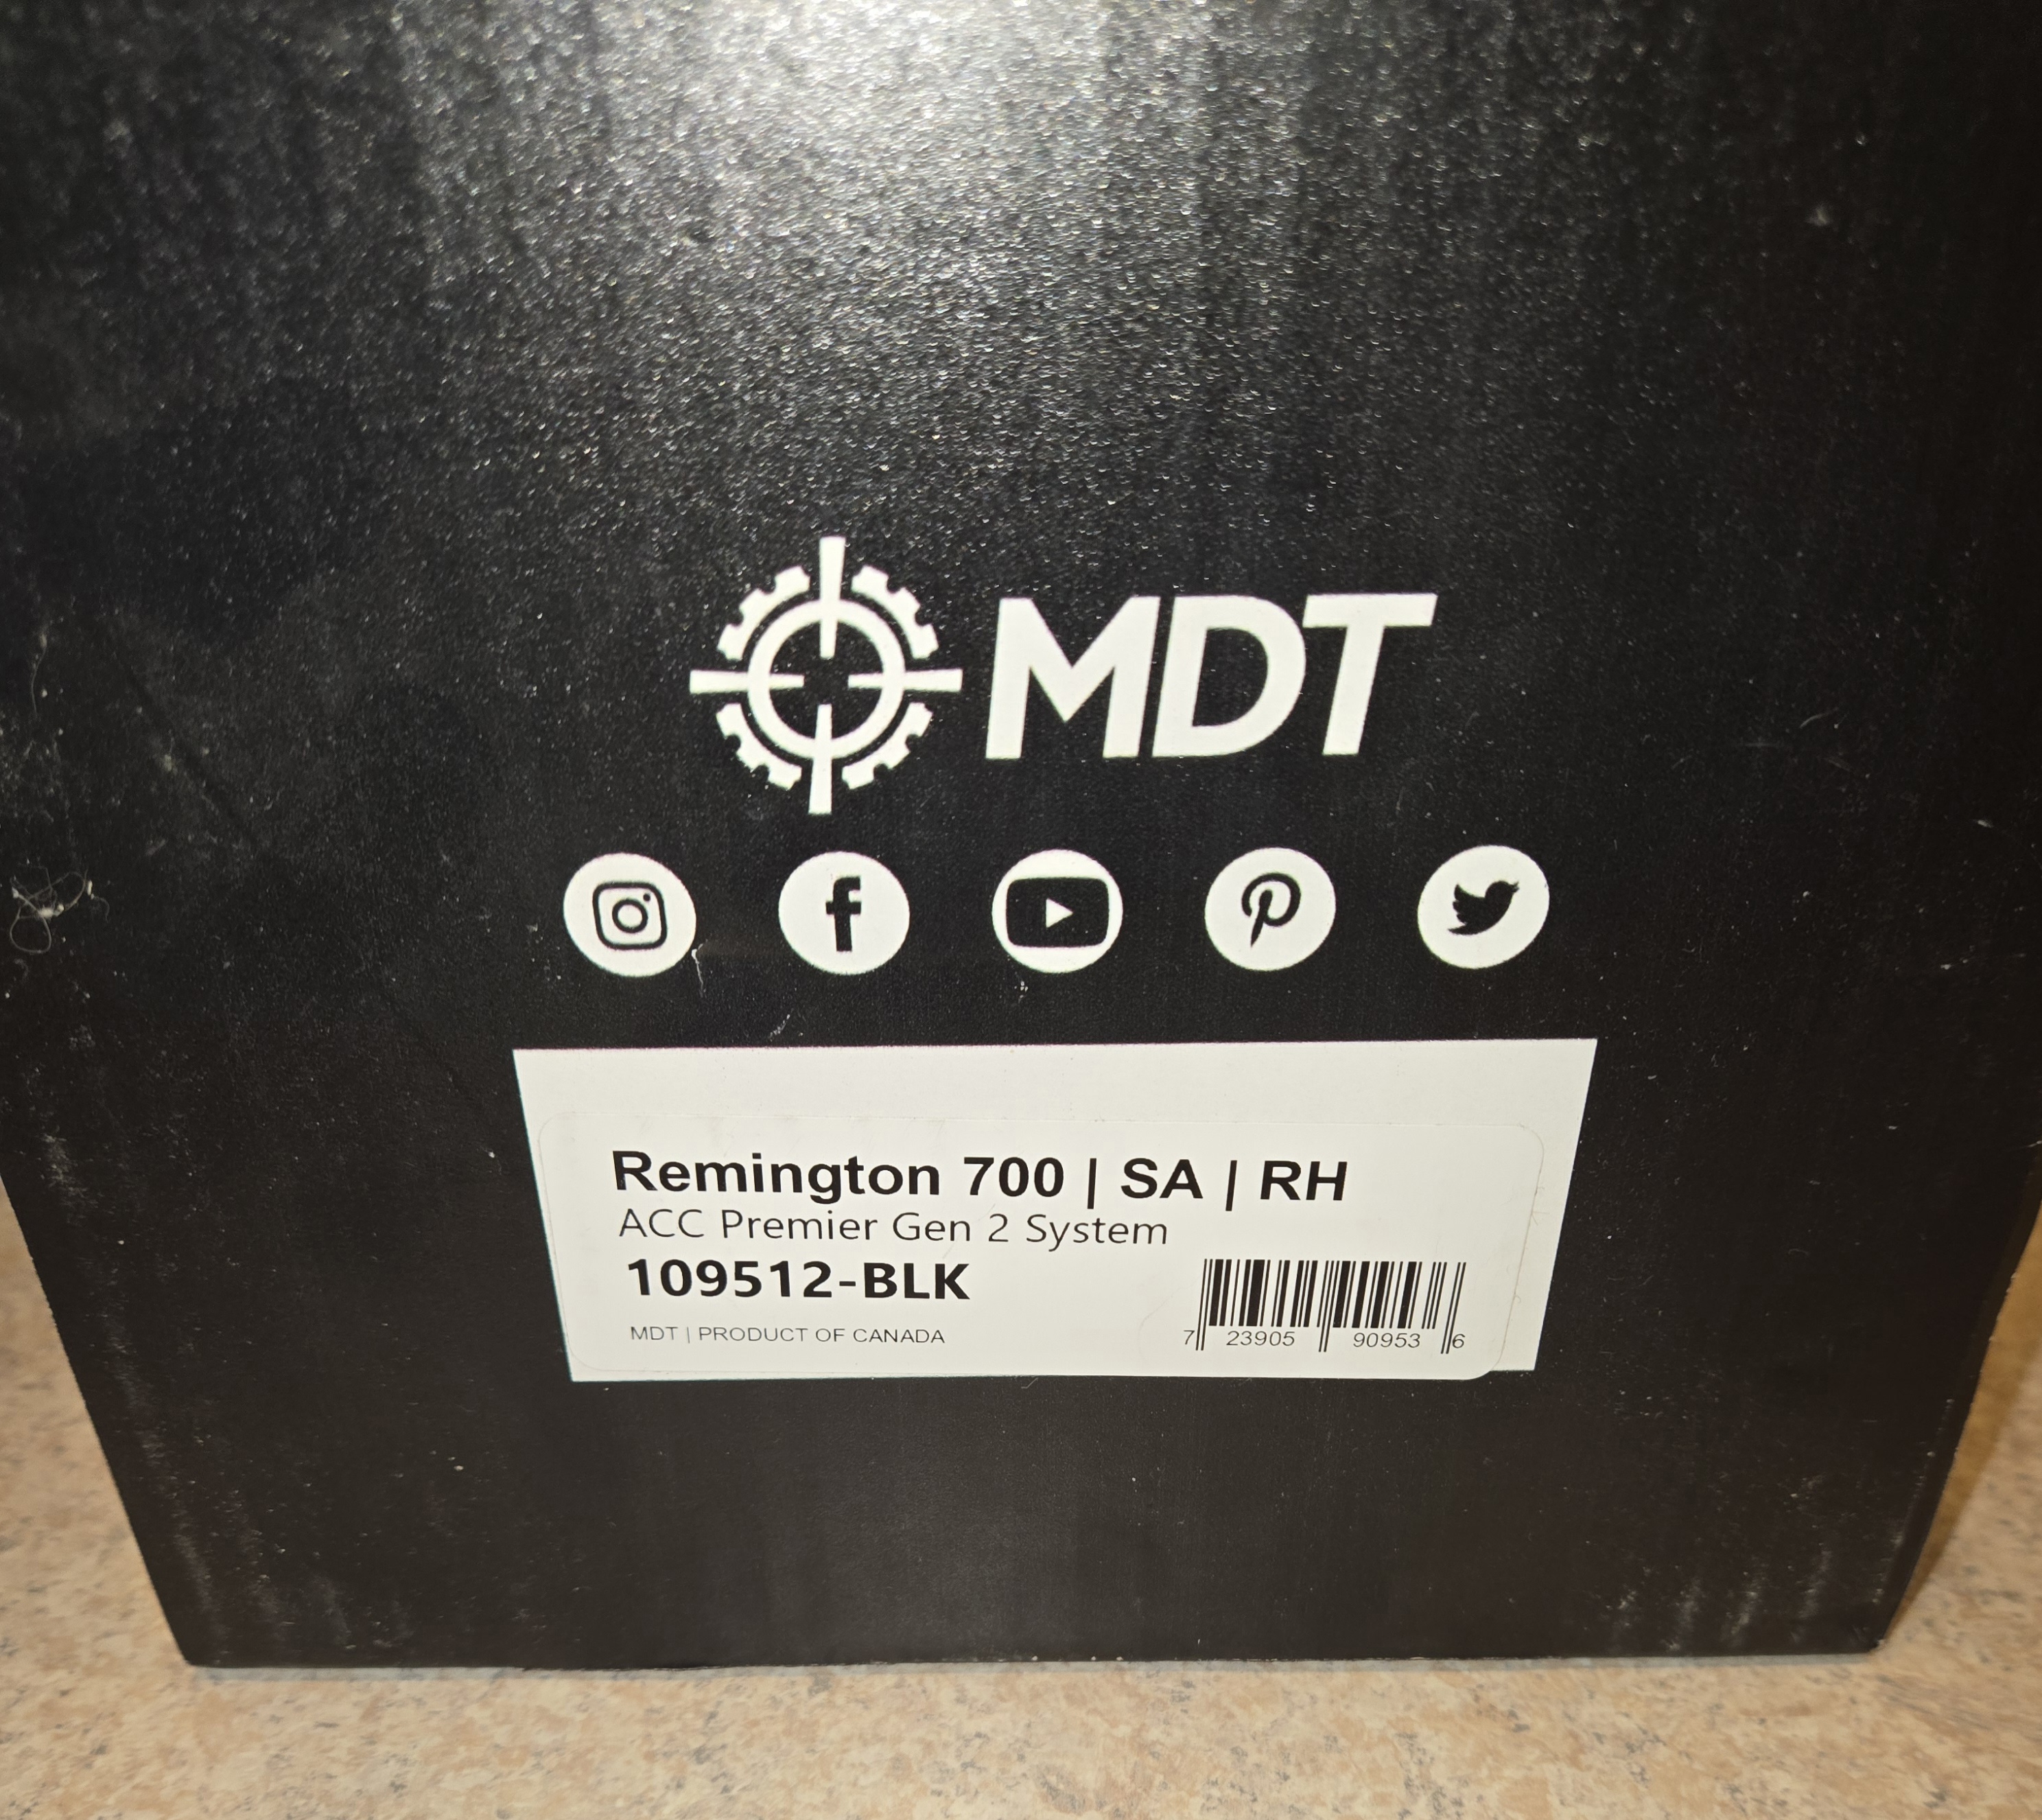 MDT
Remington 700 | SA | RH
ACC Premier Gen 2 System
109512-BLK
MDT | PRODUCT OF CANADA
7 23905 90953 6